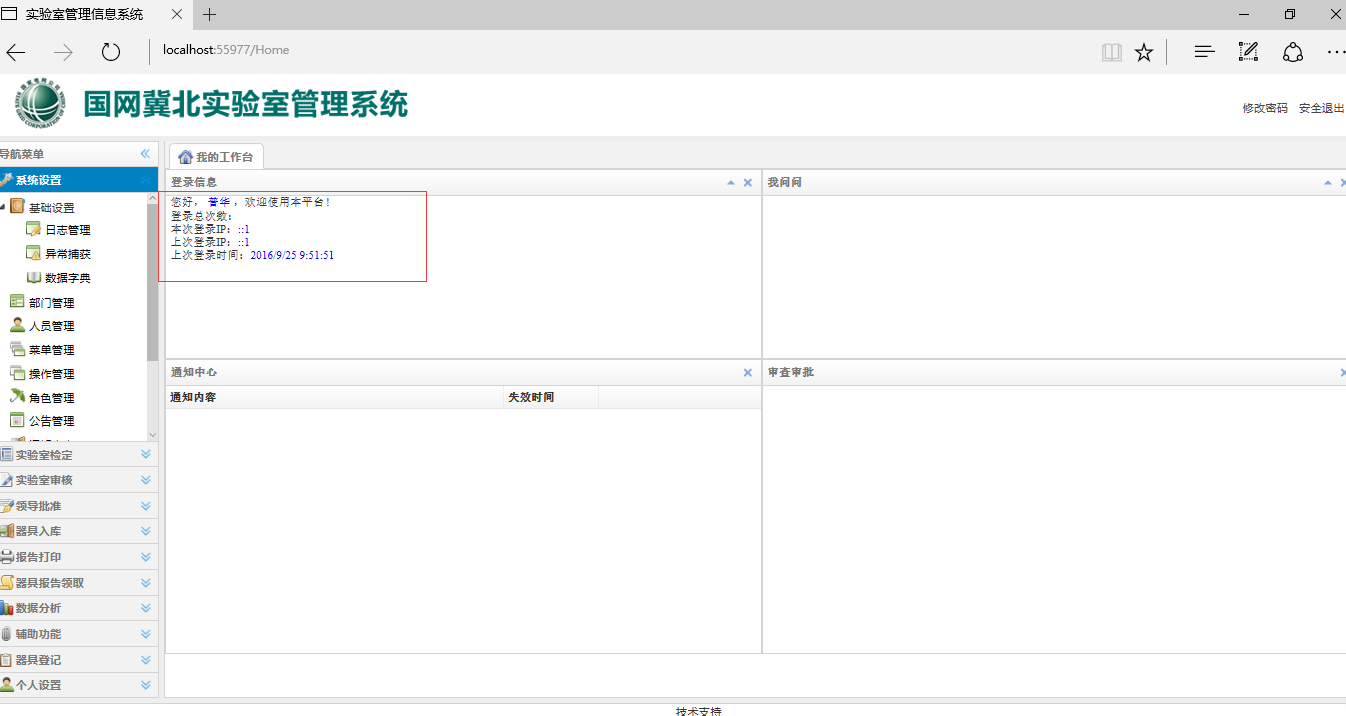 实验室管理信息系统
localhost:55977/Home
国网冀北实验室管理系统
修改密码 安全退出
导航菜单
系统设置
基础设置
日志管理
异常捕获
数据字典
部门管理
人员管理
菜单管理
操作管理
角色管理
公告管理
实验室检定
实验室审核
领导批准
器具入库
报告打印
器具报告领取
数据分析
辅助功能
器具登记
个人设置
我的工作台
登录信息
您好， 普华 ，欢迎使用本平台！
登录总次数：
本次登录IP：::1
上次登录IP：::1
上次登录时间：2016/9/25 9:51:51
我问问
通知中心
通知内容 失效时间
审查审批
技术支持